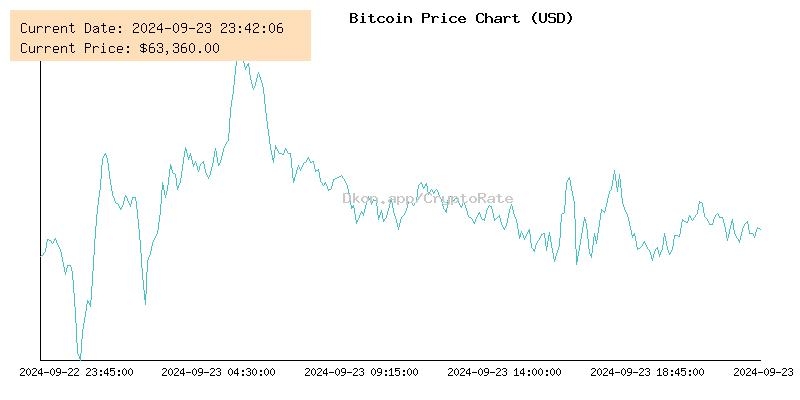 Bitcoin Price Chart (USD)
Current Date: 2024-09-23 23:42:06
Current Price: $63,360.00
Dkon.app/CryptoRate
2024-09-22 23:45:00 2024-09-23 04:30:00 2024-09-23 09:15:00 2024-09-23 14:00:00 2024-09-23 18:45:00 2024-09-23